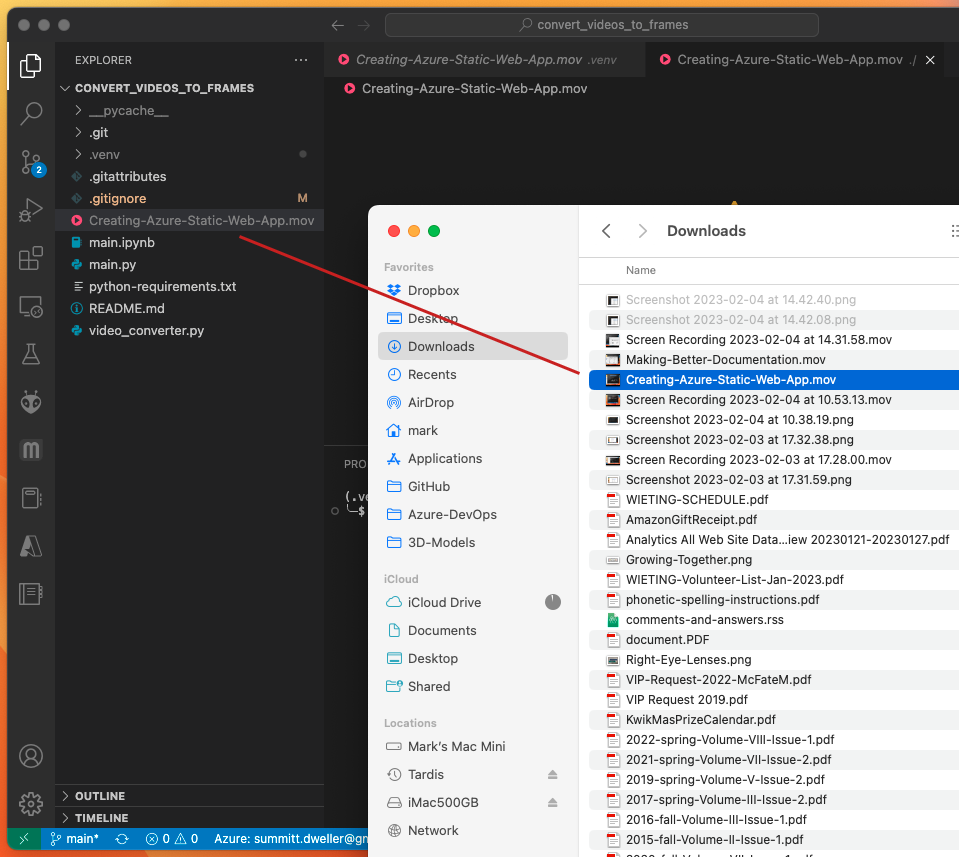 convert_videos_to_frames
EXPLORER
Creating-Azure-Static-Web-App.mov .venv
Creating-Azure-Static-Web-App.mov ./
Creating-Azure-Static-Web-App.mov
CONVERT_VIDEOS_TO_FRAMES
__pycache__
.git
.venv
.gitattributes
.gitignore M
Creating-Azure-Static-Web-App.mov
main.ipynb
main.py
python-requirements.txt
README.md
video_converter.py
2
m
PRO
(.ve
$
OUTLINE
TIMELINE
main* 0 0 Azure: summitt.dweller@gm
Favorites
Dropbox
Desktop
Downloads
Recents
AirDrop
mark
Applications
GitHub
Azure-DevOps
3D-Models
iCloud
iCloud Drive
Documents
Desktop
Shared
Locations
Mark's Mac Mini
Tardis
iMac500GB
Network
Downloads
Name
Screenshot 2023-02-04 at 14.42.40.png
Screenshot 2023-02-04 at 14.42.08.png
Screen Recording 2023-02-04 at 14.31.58.mov
Making-Better-Documentation.mov
Creating-Azure-Static-Web-App.mov
Screen Recording 2023-02-04 at 10.53.13.mov
Screenshot 2023-02-04 at 10.38.19.png
Screenshot 2023-02-03 at 17.32.38.png
Screen Recording 2023-02-03 at 17.28.00.mov
Screenshot 2023-02-03 at 17.31.59.png
WIETING-SCHEDULE.pdf
AmazonGiftReceipt.pdf
Analytics All Web Site Data...iew 20230121-20230127.pdf
Growing-Together.png
WIETING-Volunteer-List-Jan-2023.pdf
phonetic-spelling-instructions.pdf
comments-and-answers.rss
document.PDF
Right-Eye-Lenses.png
VIP-Request-2022-McFateM.pdf
VIP Request 2019.pdf
KwikMasPrizeCalendar.pdf
2022-spring-Volume-VIII-Issue-1.pdf
2021-spring-Volume-VII-Issue-2.pdf
2019-spring-Volume-V-Issue-2.pdf
2017-spring-Volume-III-Issue-2.pdf
2016-fall-Volume-III-Issue-1.pdf
2015-fall-Volume-II-Issue-1.pdf